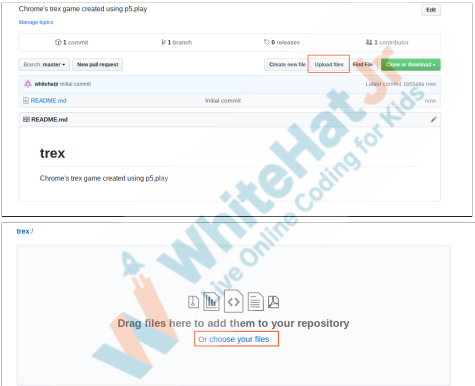 Chrome's trex game created using p5.play
Edit
Manage topics
1 commit
1 branch
0 releases
1 contributor
Branch: master
New pull request
Create new file
Upload files
Find File
Clone or download
whitehatjr Initial commit
Latest commit
now
README.md
Initial commit
now
README.md
trex
Chrome's trex game created using p5.play
WhiteHat Jr
Live Online Coding for Kids
trex /
Drag files here to add them to your repository
Or choose your files